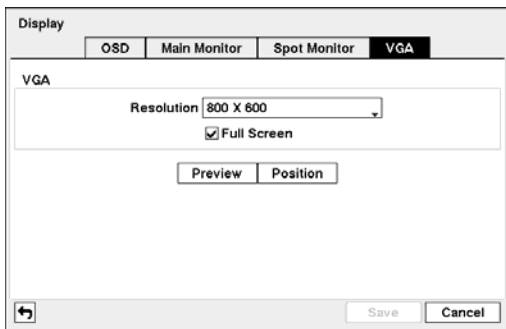 Display
OSD Main Monitor Spot Monitor VGA
VGA
Resolution 800 X 600
Full Screen
Preview Position
Save Cancel